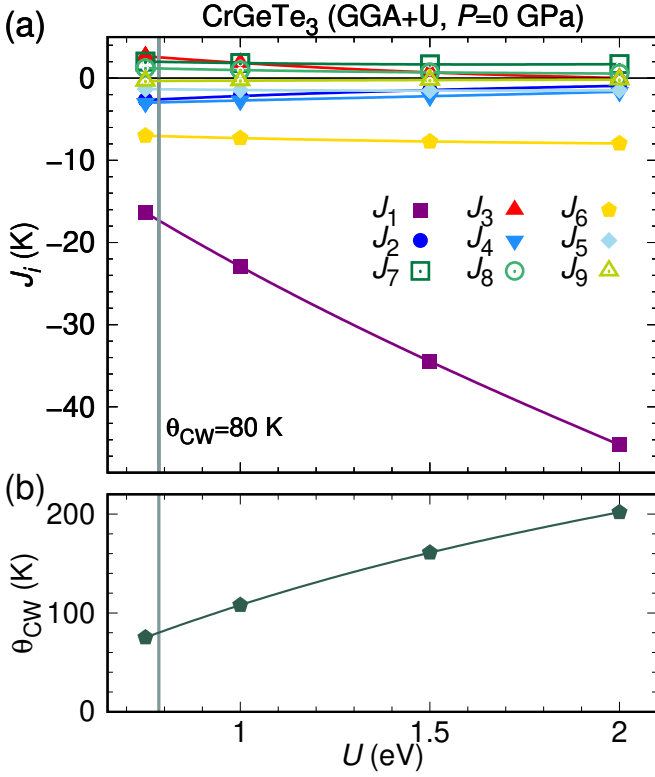 CrGeTe3 (GGA+U, P=0 GPa)
(a)
0
−10
−20
−30
−40
Ji (K)
J1 J3 J6
J2 J4 J5
J7 J8 J9
θCW=80 K
(b)
200
100
0
θCW (K)
1 1.5 2
U (eV)